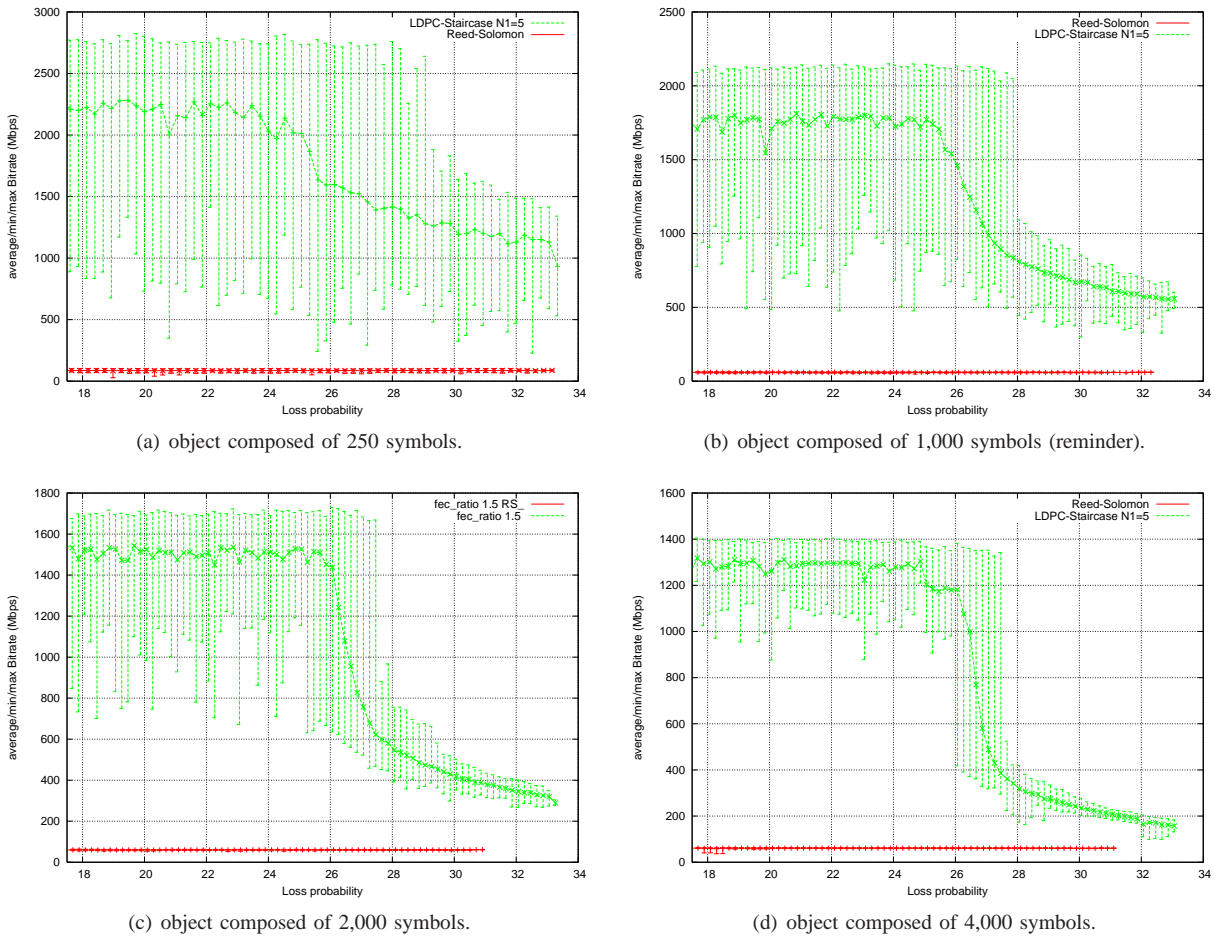 LDPC-Staircase N1=5
Reed-Solomon
average/min/max Bitrate (Mbps)
3000
2500
2000
1500
1000
500
0
18 20 22 24 26 28 30 32 34
Loss probability
(a) object composed of 250 symbols.
Reed-Solomon
LDPC-Staircase N1=5
average/min/max Bitrate (Mbps)
2500
2000
1500
1000
500
0
18 20 22 24 26 28 30 32 34
Loss probability
(b) object composed of 1,000 symbols (reminder).
fec_ratio 1.5 RS_
fec_ratio 1.5
average/min/max Bitrate (Mbps)
1800
1600
1400
1200
1000
800
600
400
200
0
18 20 22 24 26 28 30 32 34
Loss probability
(c) object composed of 2,000 symbols.
Reed-Solomon
LDPC-Staircase N1=5
average/min/max Bitrate (Mbps)
1600
1400
1200
1000
800
600
400
200
0
18 20 22 24 26 28 30 32 34
Loss probability
(d) object composed of 4,000 symbols.